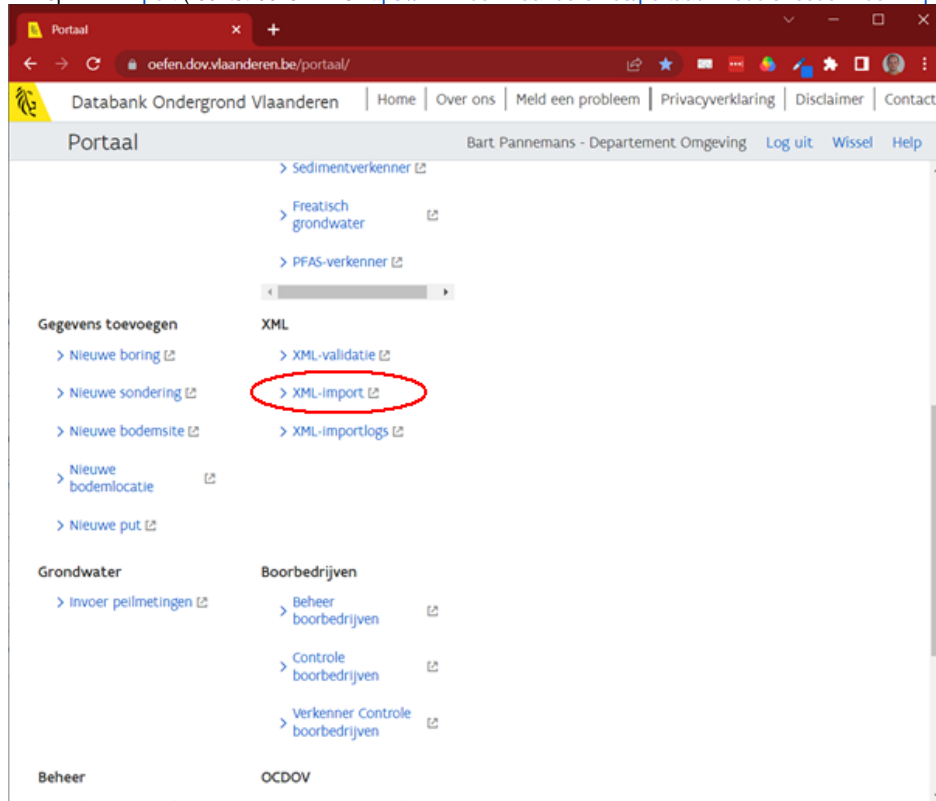 Portaal
oefen.dov.vlaanderen.be/portaal/
Databank Ondergrond Vlaanderen | Home | Over ons | Meld een probleem | Privacyverklaring | Disclaimer | Contact
Portaal Bart Pannemans - Departement Omgeving Log uit Wissel Help
Sedimentverkenner
Freatisch
grondwater
PFAS-verkenner
Gegevens toevoegen XML
Nieuwe boring XML-validatie
Nieuwe sondering XML-import
Nieuwe bodemsite XML-importlogs
Nieuwe
bodemlocatie
Nieuwe put
Grondwater Boorbedrijven
Invoer peilmetingen Beheer
boorbedrijven
Controle
boorbedrijven
Verkenner Controle
boorbedrijven
Beheer OCDOV